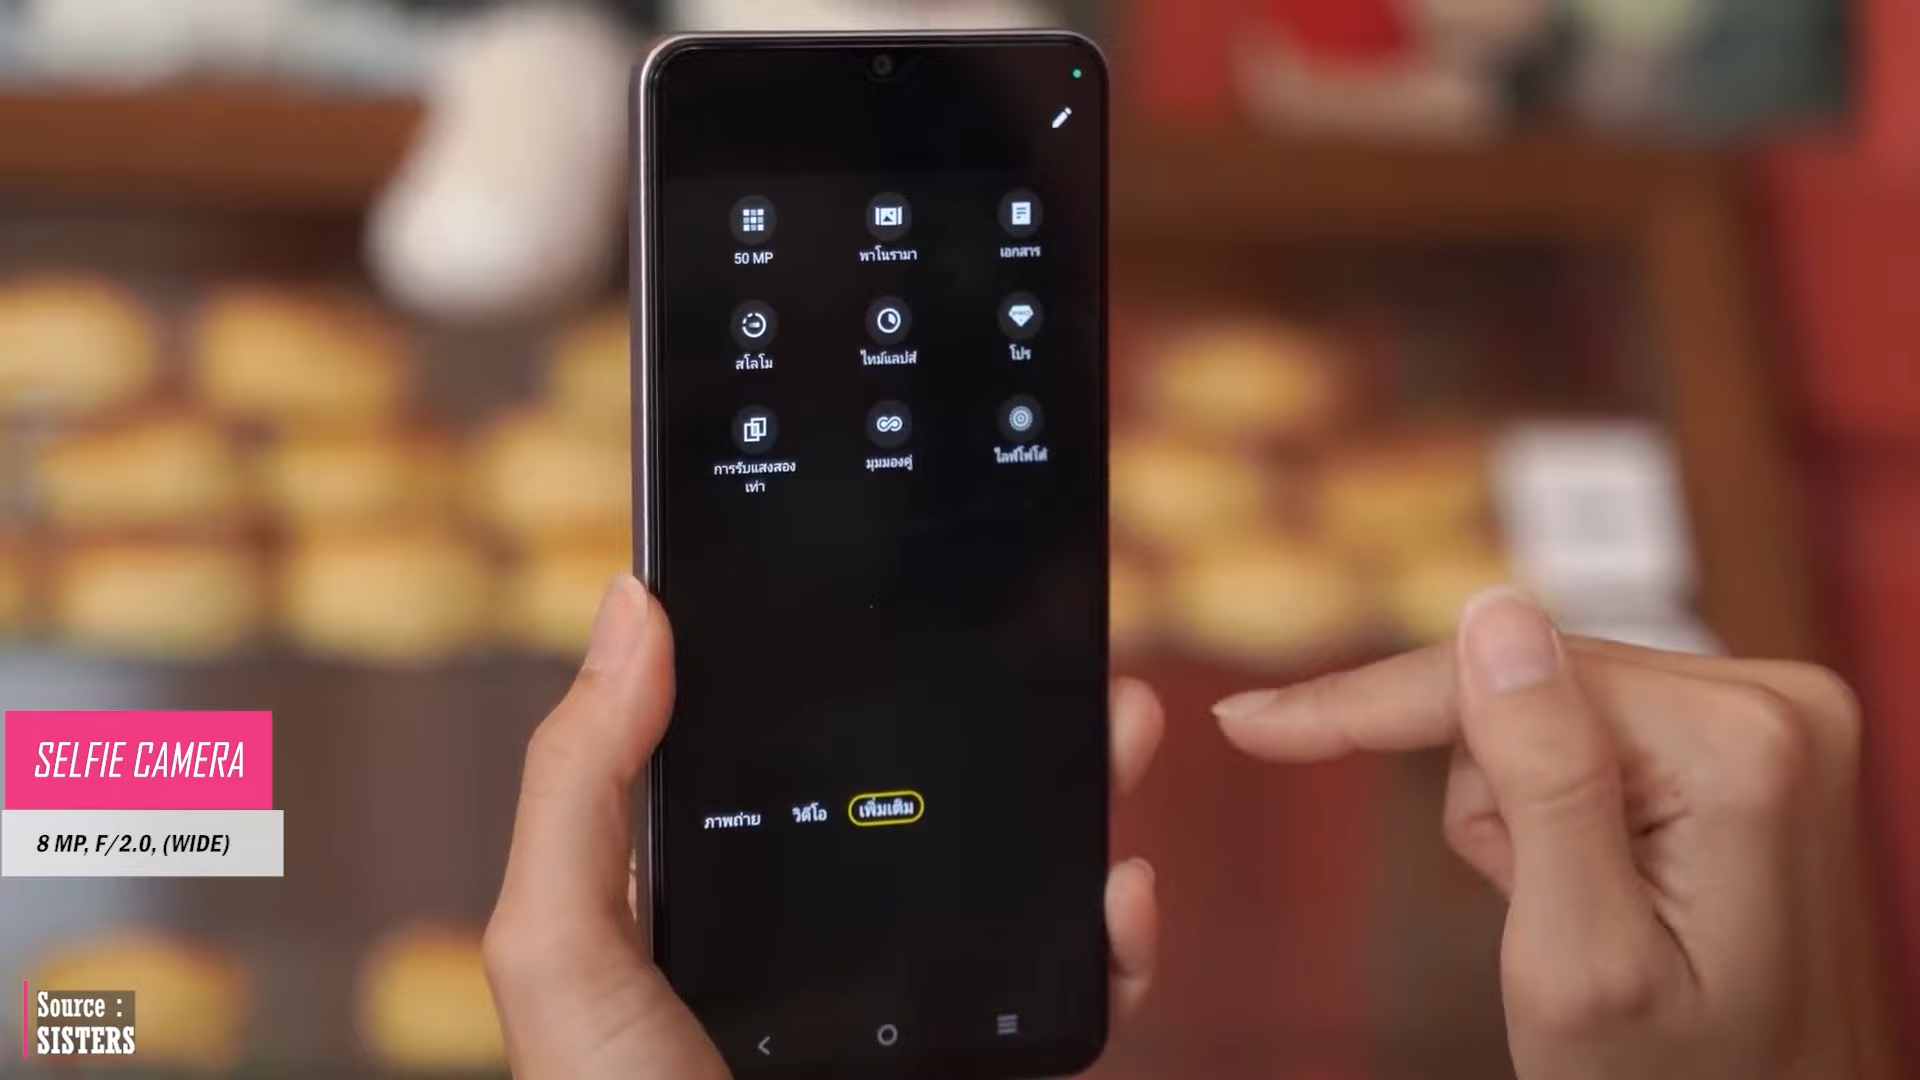 50 MP
พาโนรามา
เอกสาร
สโลโม
ไทม์แลปส์
โปร
การรับแสงสอง
เท่า
มุมมองคู่
ไลฟ์โฟโต้
ภาพถ่าย
วิดีโอ
เพิ่มเติม
SELFIE CAMERA
8 MP, F/2.0, (WIDE)
Source :
SISTERS